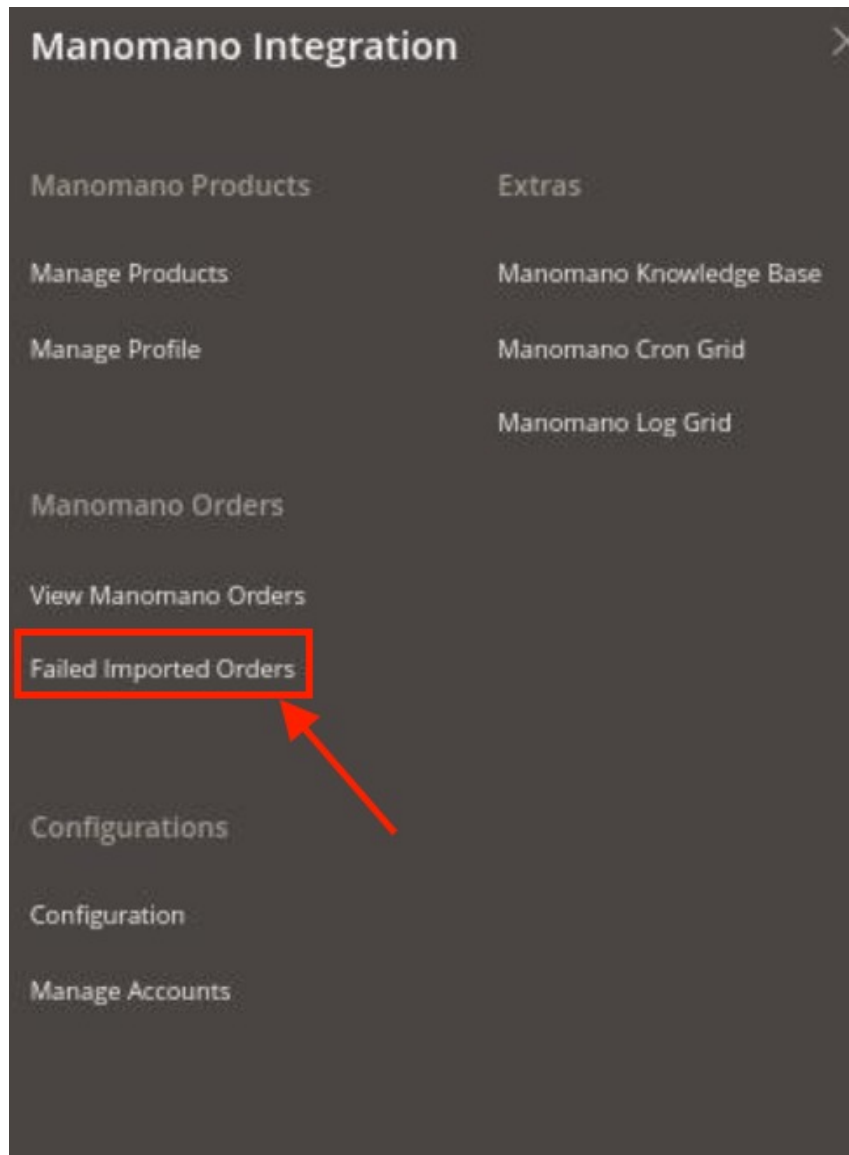 Manomano Integration
Manomano Products
Manage Products
Manage Profile
Extras
Manomano Knowledge Base
Manomano Cron Grid
Manomano Log Grid
Manomano Orders
View Manomano Orders
Failed Imported Orders
Configurations
Configuration
Manage Accounts